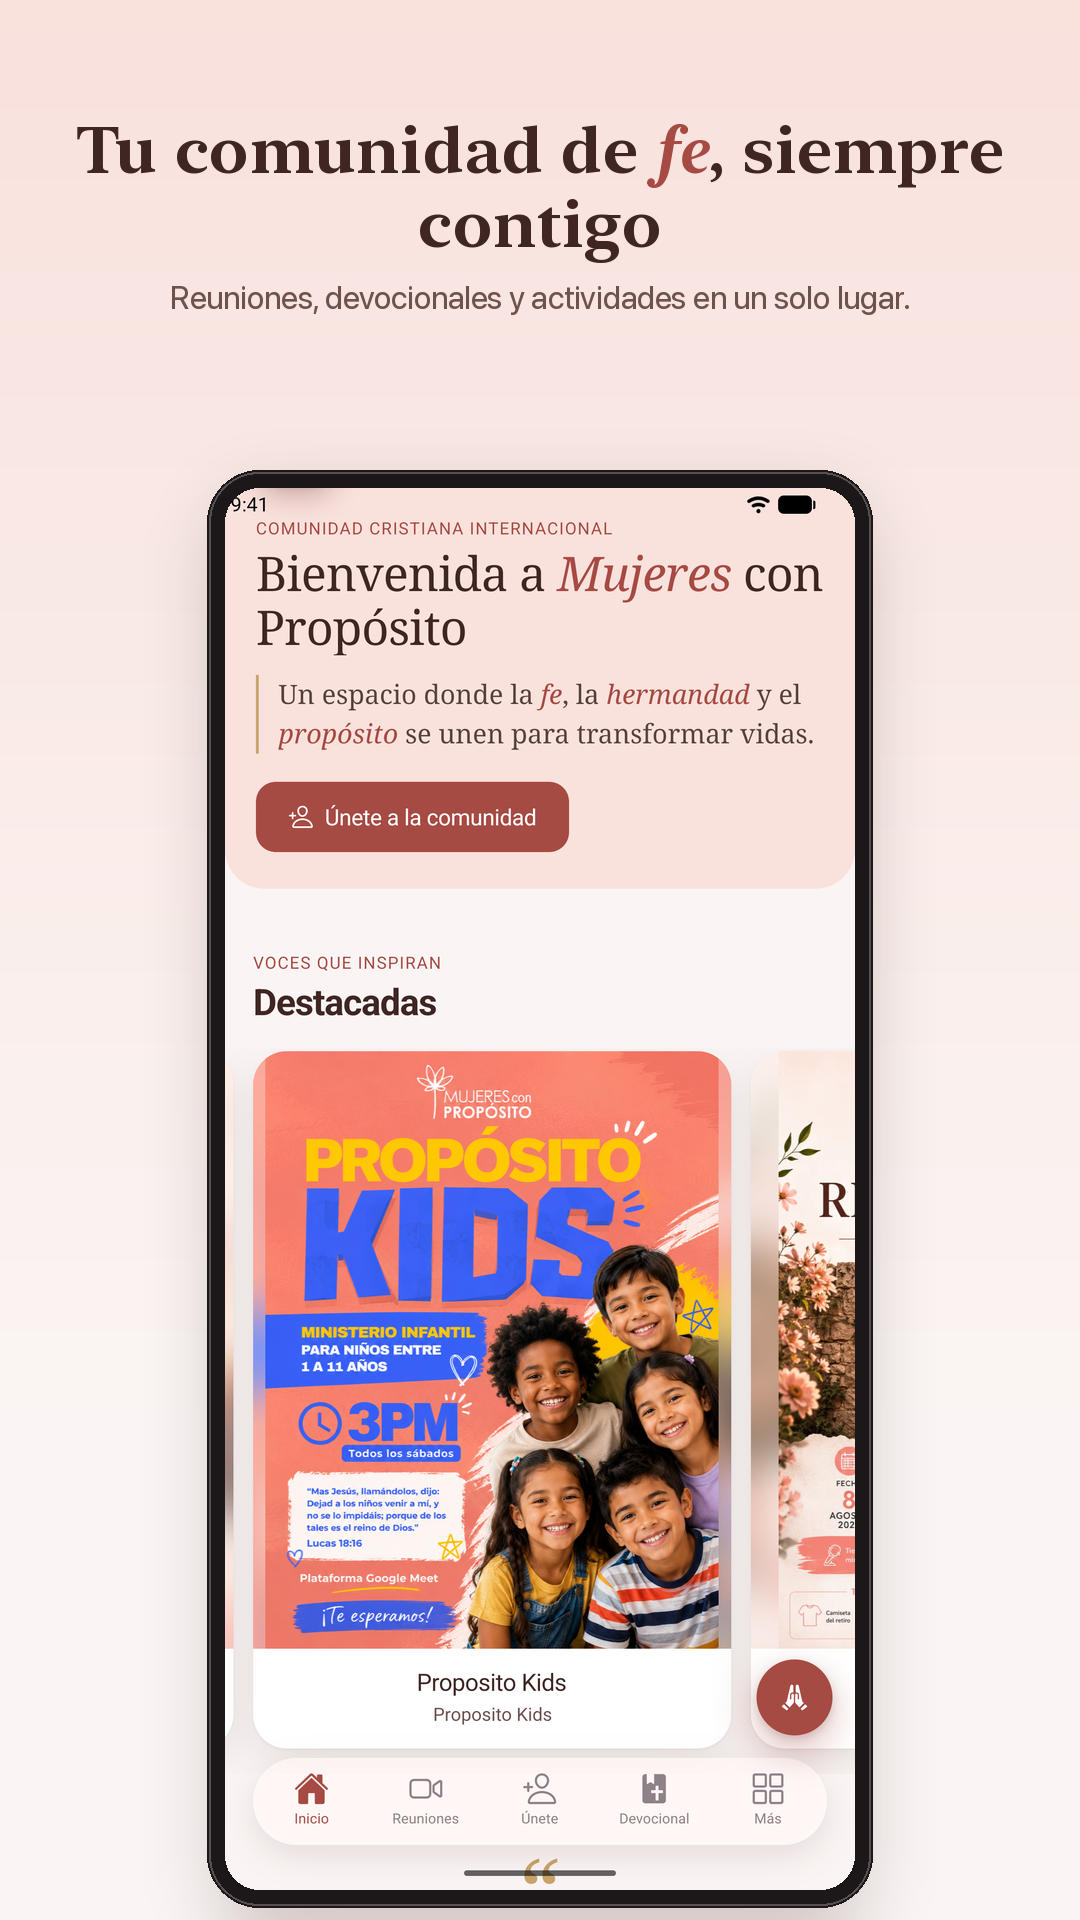 Tu comunidad de fe, siempre
contigo
Reuniones, devocionales y actividades en un solo lugar.
9:41
COMUNIDAD CRISTIANA INTERNACIONAL
Bienvenida a Mujeres con
Propósito
Un espacio donde la fe, la hermandad y el
propósito se unen para transformar vidas.
Únete a la comunidad
VOCES QUE INSPIRAN
Destacadas
MUJERES con
PROPÓSITO
PROPÓSITO
KIDS
MINISTERIO INFANTIL
PARA NIÑOS ENTRE
1 A 11 AÑOS
3PM
Todos los sábados
"Mas Jesús, llamándolos, dijo:
Dejad a los niños venir a mí, y
no se lo impidáis; porque de los
tales es el reino de Dios."
Lucas 18:16
Plataforma Google Meet
¡Te esperamos!
Proposito Kids
Proposito Kids
Camiseta
del retiro
Inicio
Reuniones
Únete
Devocional
Más
“